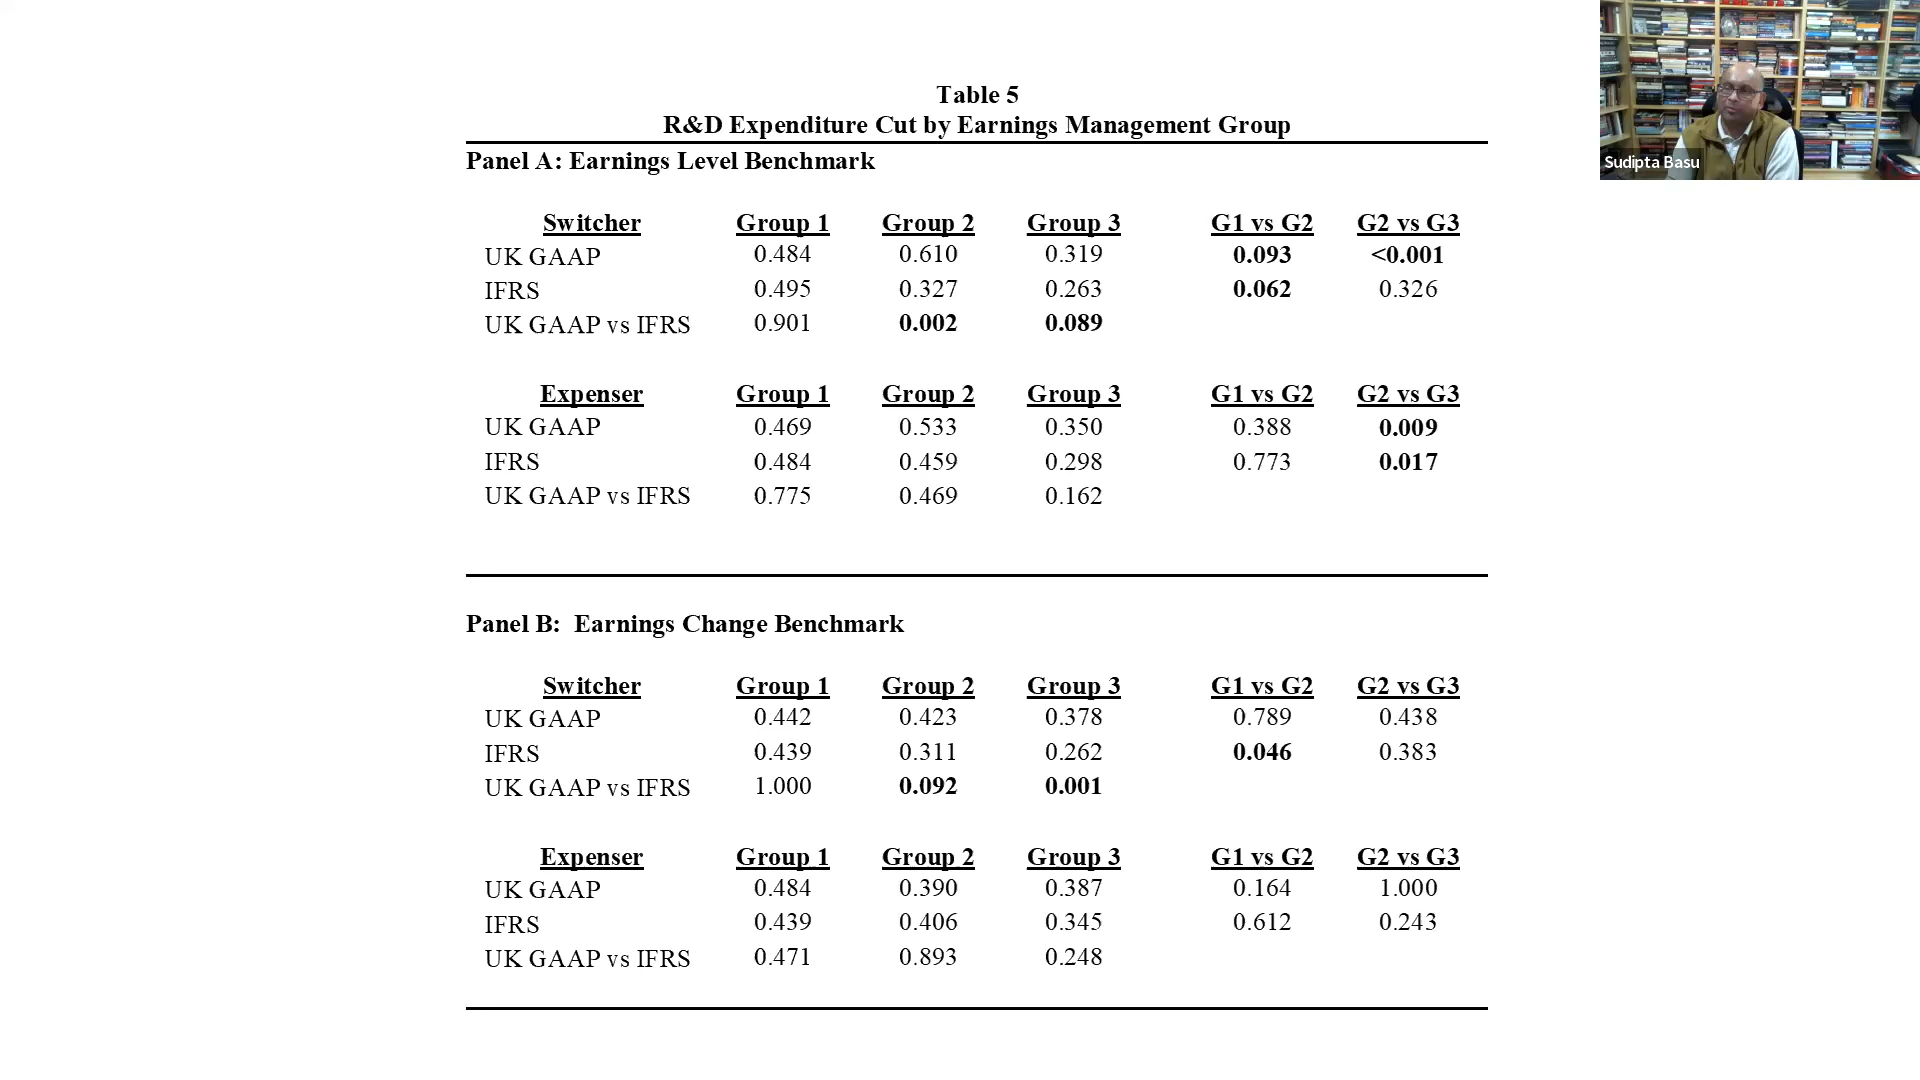 Table 5
R&D Expenditure Cut by Earnings Management Group
Panel A: Earnings Level Benchmark
Switcher Group 1 Group 2 Group 3 G1 vs G2 G2 vs G3
UK GAAP 0.484 0.610 0.319 0.093 <0.001
IFRS 0.495 0.327 0.263 0.062 0.326
UK GAAP vs IFRS 0.901 0.002 0.089
Expenser Group 1 Group 2 Group 3 G1 vs G2 G2 vs G3
UK GAAP 0.469 0.533 0.350 0.388 0.009
IFRS 0.484 0.459 0.298 0.773 0.017
UK GAAP vs IFRS 0.775 0.469 0.162
Panel B: Earnings Change Benchmark
Switcher Group 1 Group 2 Group 3 G1 vs G2 G2 vs G3
UK GAAP 0.442 0.423 0.378 0.789 0.438
IFRS 0.439 0.311 0.262 0.046 0.383
UK GAAP vs IFRS 1.000 0.092 0.001
Expenser Group 1 Group 2 Group 3 G1 vs G2 G2 vs G3
UK GAAP 0.484 0.390 0.387 0.164 1.000
IFRS 0.439 0.406 0.345 0.612 0.243
UK GAAP vs IFRS 0.471 0.893 0.248
Sudipta Basu